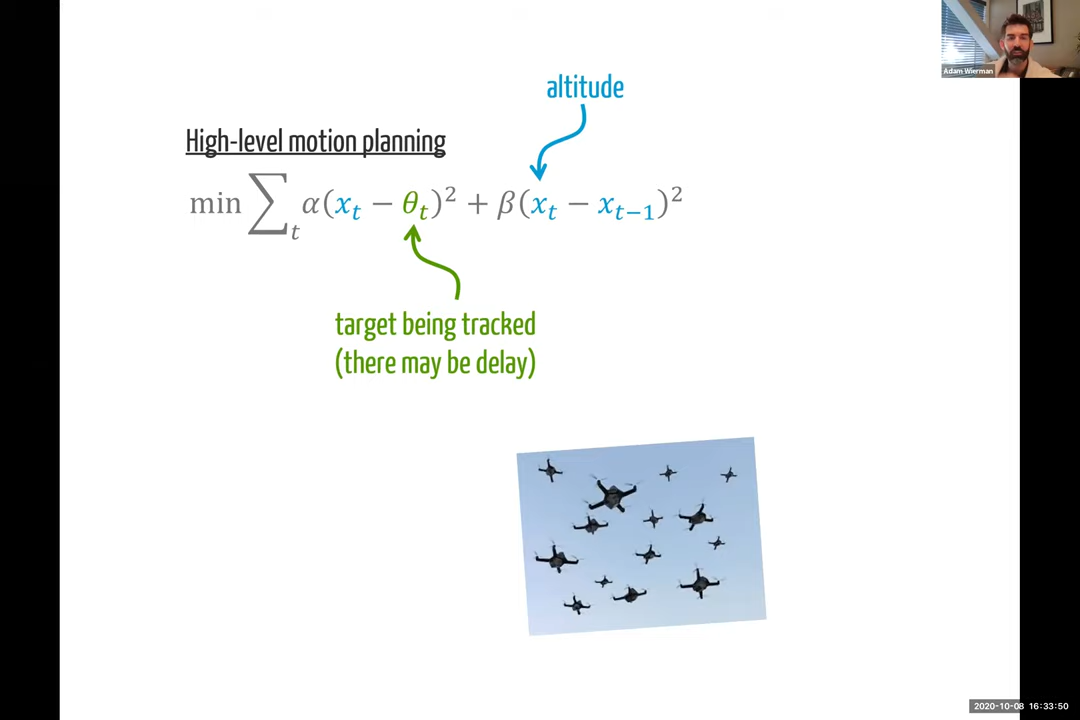 Adam Wierman
altitude
High-level motion planning
min ∑_t α(x_t − θ_t)² + β(x_t − x_{t−1})²
target being tracked
(there may be delay)
2020-10-08 16:33:50